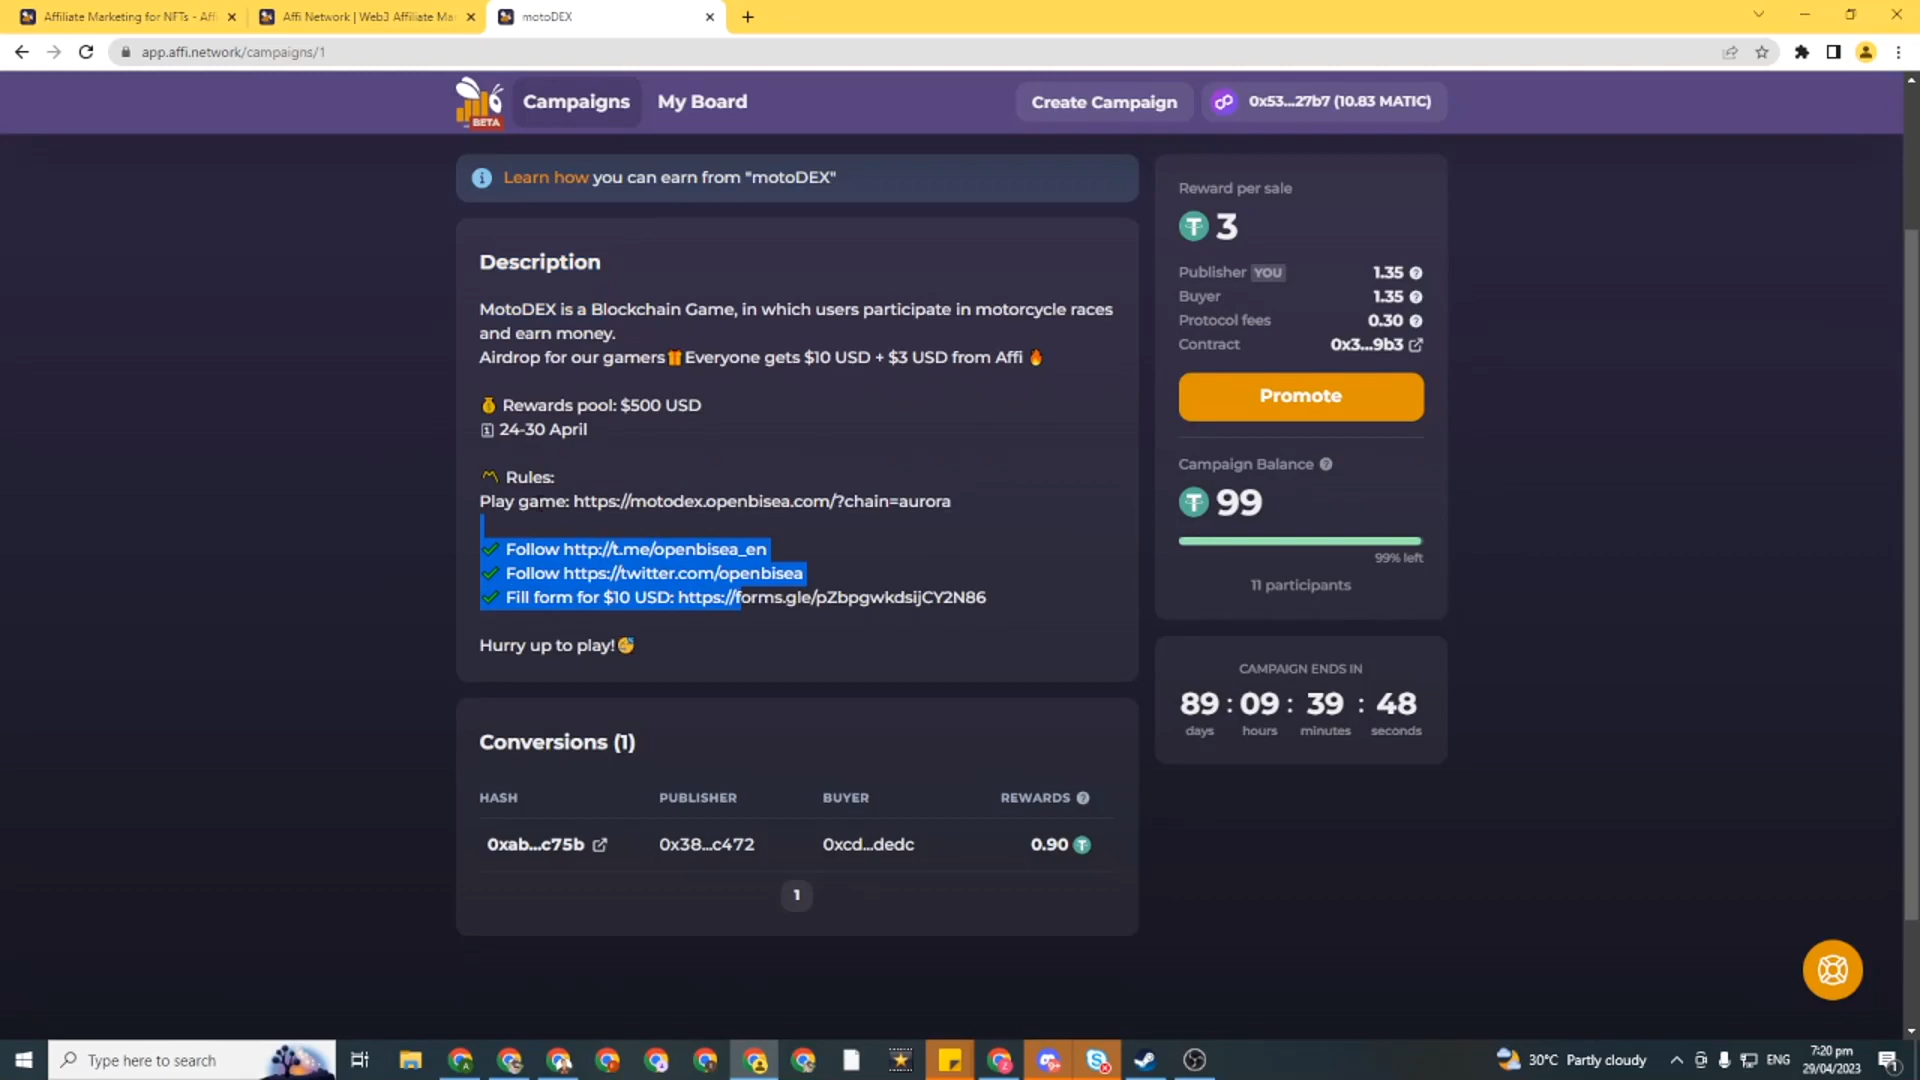 Affiliate Marketing for NFTs - Aff
Affi Network | Web3 Affiliate Ma
motoDEX
app.affi.network/campaigns/1
BETA
Campaigns
My Board
Create Campaign
0x53...27b7 (10.83 MATIC)
Learn how you can earn from "motoDEX"
Description
MotoDEX is a Blockchain Game, in which users participate in motorcycle races
and earn money.
Airdrop for our gamers🎁Everyone gets $10 USD + $3 USD from Affi 🔥
💰 Rewards pool: $500 USD
🗓 24-30 April
〽️ Rules:
Play game: https://motodex.openbisea.com/?chain=aurora
✔ Follow http://t.me/openbisea_en
✔ Follow https://twitter.com/openbisea
✔ Fill form for $10 USD: https://forms.gle/pZbpgwkdsijCY2N86
Hurry up to play!🥳
Conversions (1)
HASH PUBLISHER BUYER REWARDS
0xab...c75b 0x38...c472 0xcd...dedc 0.90
1
Reward per sale
3
Publisher YOU 1.35
Buyer 1.35
Protocol fees 0.30
Contract 0x3...9b3
Promote
Campaign Balance
99
99% left
11 participants
CAMPAIGN ENDS IN
89 : 09 : 39 : 48
days hours minutes seconds
Type here to search
30°C Partly cloudy
ENG
7:20 pm
29/04/2023